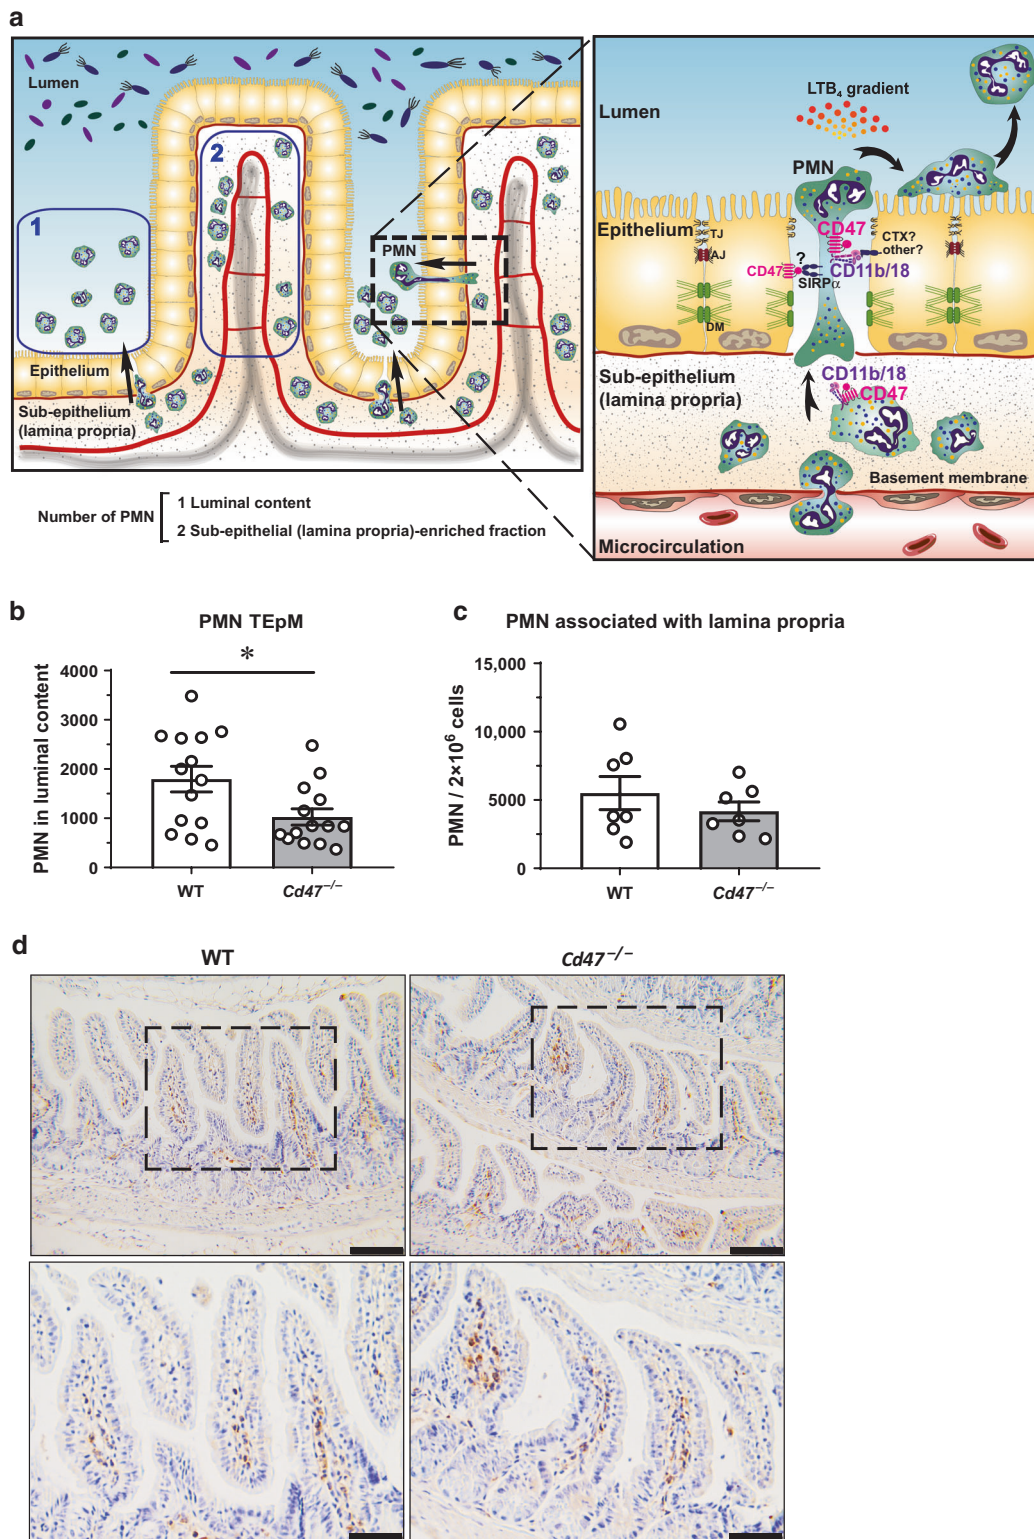 a
Lumen
2
1
PMN
Epithelium
Sub-epithelium
(lamina propria)
Number of PMN
1 Luminal content
2 Sub-epithelial (lamina propria)-enriched fraction
LTB₄ gradient
Lumen
PMN
Epithelium
CD47
TJ
CTX?
other?
AJ
?
CD47
CD11b/18
SIRPα
DM
Sub-epithelium
(lamina propria)
CD11b/18
CD47
Basement membrane
Microcirculation
b
PMN TEpM
*
PMN in luminal content
4000
3000
2000
1000
0
WT
Cd47⁻/⁻
c
PMN associated with lamina propria
PMN / 2×10⁶ cells
15,000
10,000
5000
0
WT
Cd47⁻/⁻
d
WT
Cd47⁻/⁻